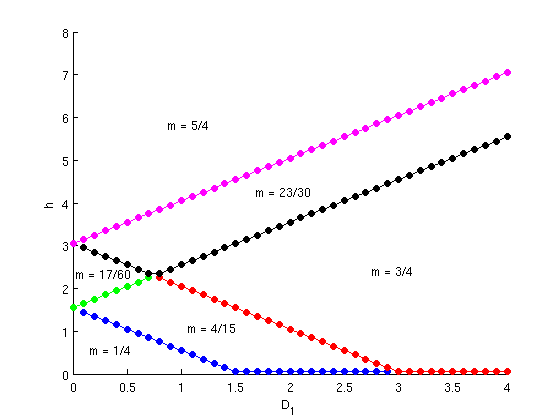 8
7
m = 5/4
6
5
m = 23/30
h
4
3
m = 17/60
m = 3/4
2
m = 4/15
1
m = 1/4
0
0 0.5 1 1.5 2 2.5 3 3.5 4
D1